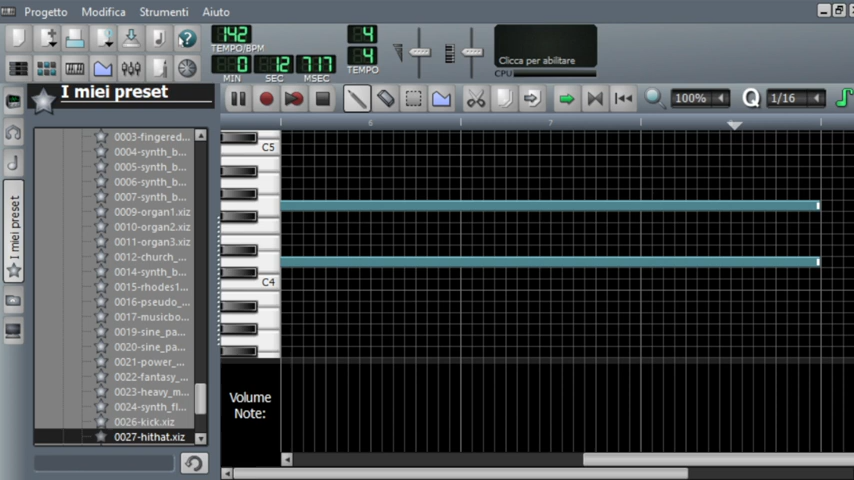 Progetto Modifica Strumenti Aiuto
142
TEMPO/BPM
0 12 717
MIN SEC MSEC
4
4
TEMPO
Clicca per abilitare
CPU
I miei preset
100% Q 1/16
I miei preset
0003-fingered...
0004-synth_b...
0005-synth_b...
0006-synth_b...
0007-synth_b...
0009-organ1.xiz
0010-organ2.xiz
0011-organ3.xiz
0012-church_...
0014-synth_b...
0015-rhodes1...
0016-pseudo_...
0017-musicbo...
0019-sine_pa...
0020-sine_pa...
0021-power_...
0022-fantasy_...
0023-heavy_m...
0024-synth_fl...
0026-kick.xiz
0027-hithat.xiz
6 7
C5
C4
Volume
Note: